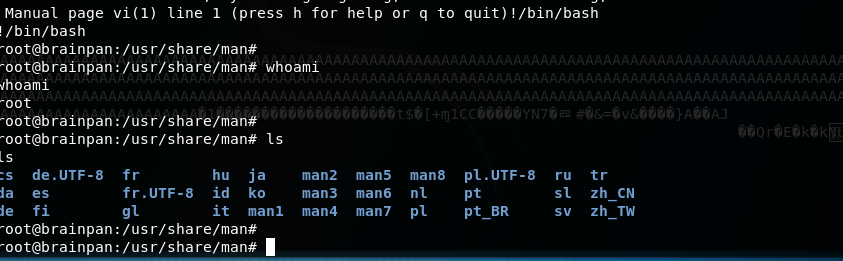 Manual page vi(1) line 1 (press h for help or q to quit)!/bin/bash
!/bin/bash
root@brainpan:/usr/share/man#
root@brainpan:/usr/share/man# whoami
whoami
root
root@brainpan:/usr/share/man#
root@brainpan:/usr/share/man# ls
ls
cs de.UTF-8 fr hu ja man2 man5 man8 pl.UTF-8 ru tr
da es fr.UTF-8 id ko man3 man6 nl pt sl zh_CN
de fi gl it man1 man4 man7 pl pt_BR sv zh_TW
root@brainpan:/usr/share/man#
root@brainpan:/usr/share/man#